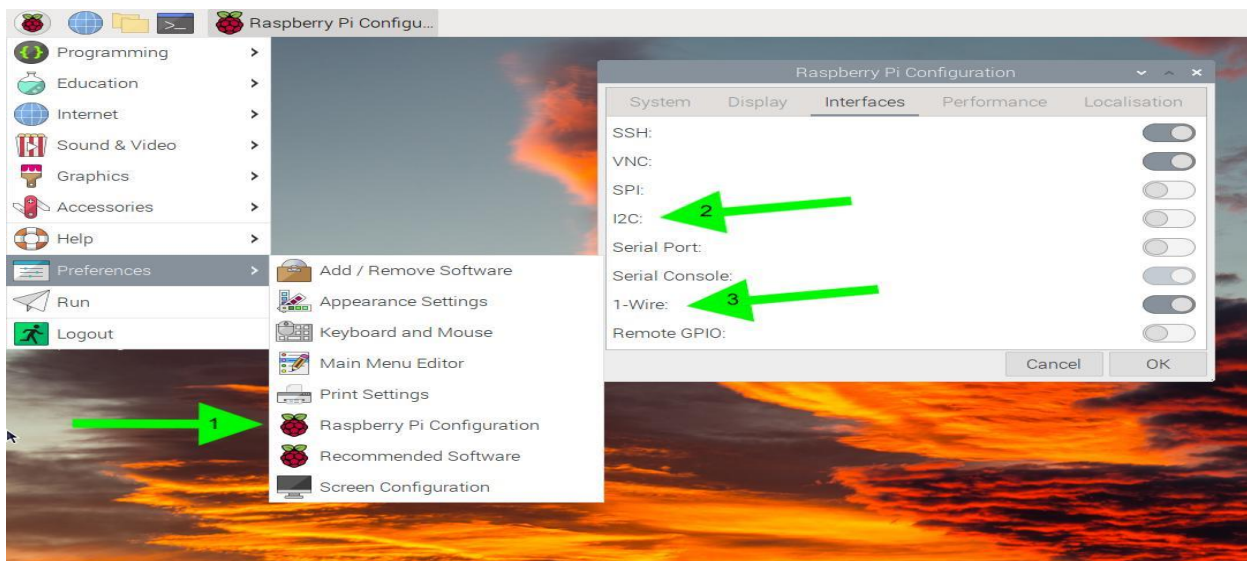 Raspberry Pi Configu...
Programming
Education
Internet
Sound & Video
Graphics
Accessories
Help
Preferences
Run
Logout
Add / Remove Software
Appearance Settings
Keyboard and Mouse
Main Menu Editor
Print Settings
1
Raspberry Pi Configuration
Recommended Software
Screen Configuration
Raspberry Pi Configuration
System Display Interfaces Performance Localisation
SSH:
VNC:
SPI:
I2C: 2
Serial Port:
Serial Console:
1-Wire: 3
Remote GPIO:
Cancel OK